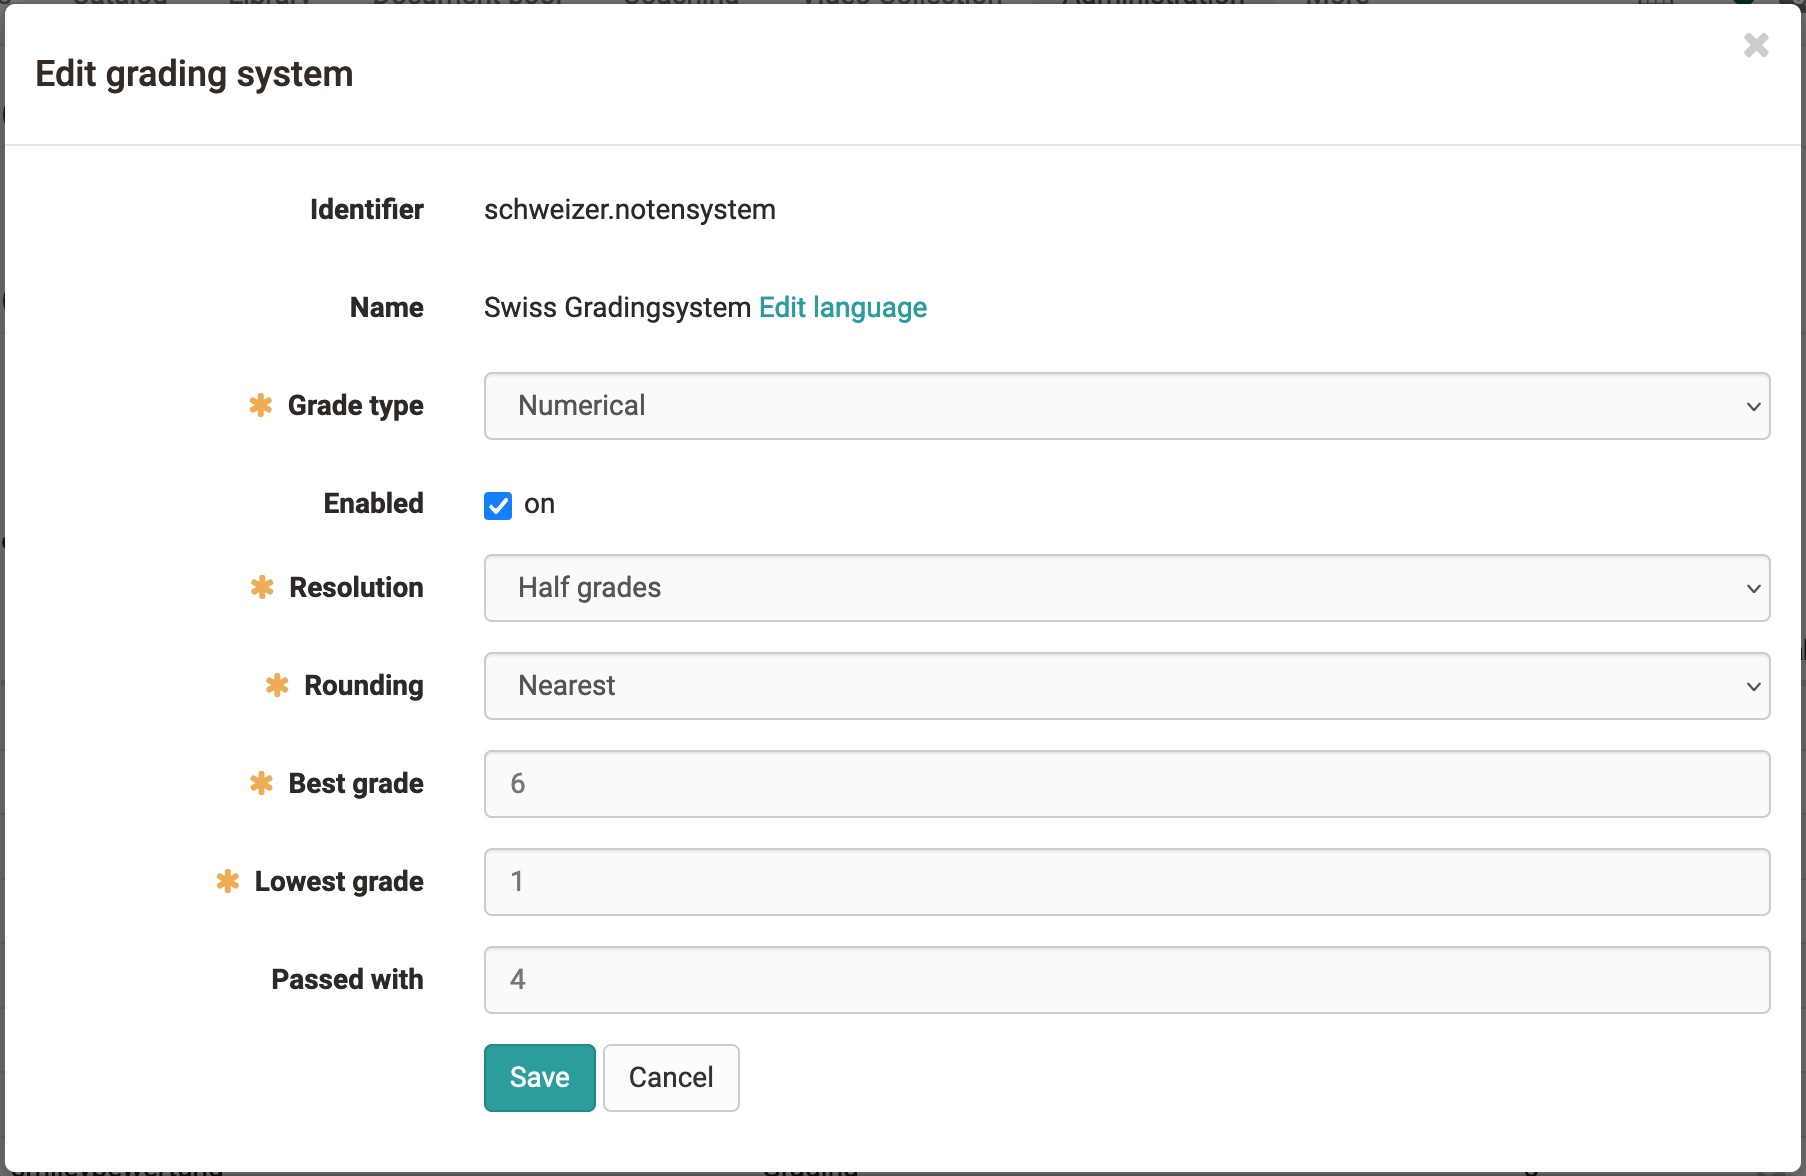 Edit grading system
Identifier schweizer.notensystem
Name Swiss Gradingsystem Edit language
✱ Grade type Numerical
Enabled on
✱ Resolution Half grades
✱ Rounding Nearest
✱ Best grade 6
✱ Lowest grade 1
Passed with 4
Save Cancel